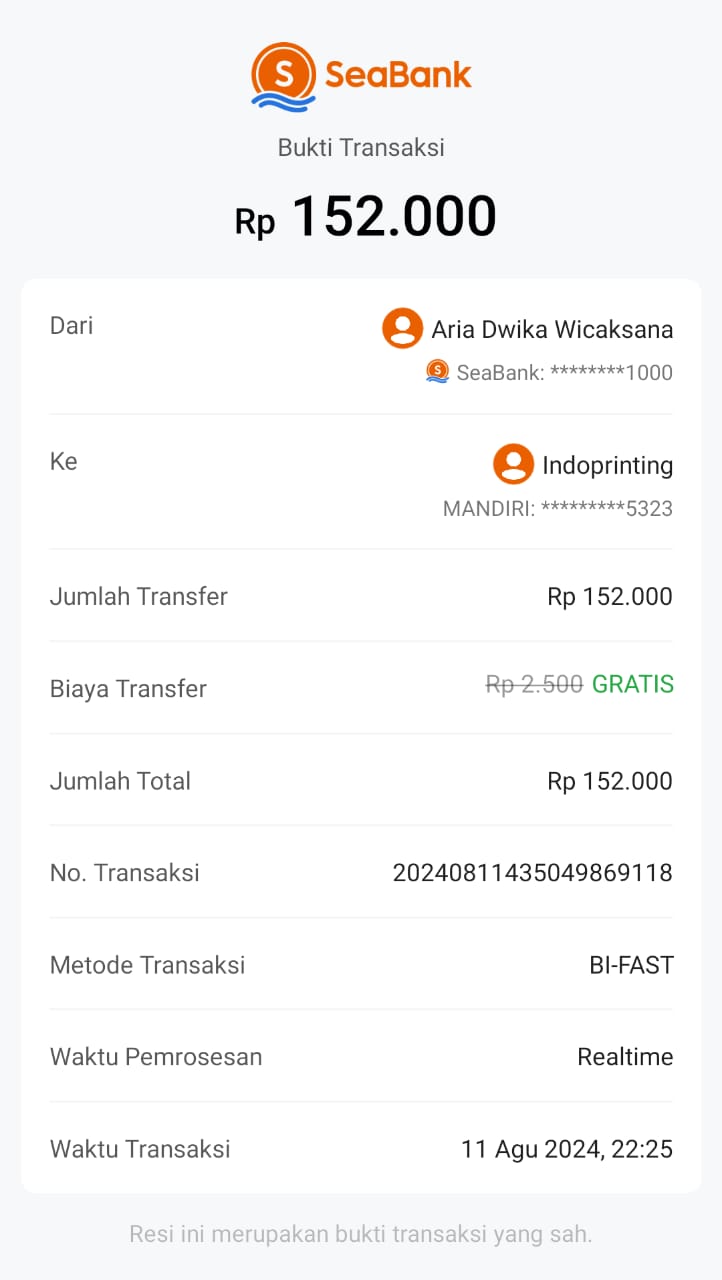 SeaBank
Bukti Transaksi
Rp 152.000
Dari
Aria Dwika Wicaksana
SeaBank: ********1000
Ke
Indoprinting
MANDIRI: *********5323
Jumlah Transfer Rp 152.000
Biaya Transfer Rp 2.500 GRATIS
Jumlah Total Rp 152.000
No. Transaksi 20240811435049869118
Metode Transaksi BI-FAST
Waktu Pemrosesan Realtime
Waktu Transaksi 11 Agu 2024, 22:25
Resi ini merupakan bukti transaksi yang sah.